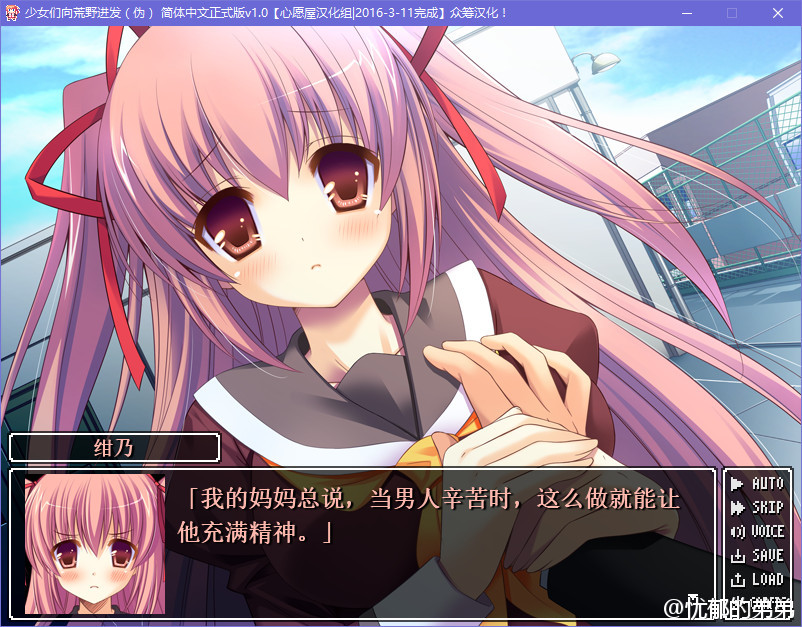 少女们向荒野进发（伪） 简体中文正式版v1.0【心愿屋汉化组|2016-3-11完成】众筹汉化！
绀乃
「我的妈妈总说，当男人辛苦时，这么做就能让
他充满精神。」
AUTO
SKIP
VOICE
SAVE
LOAD
@忧郁的弟弟